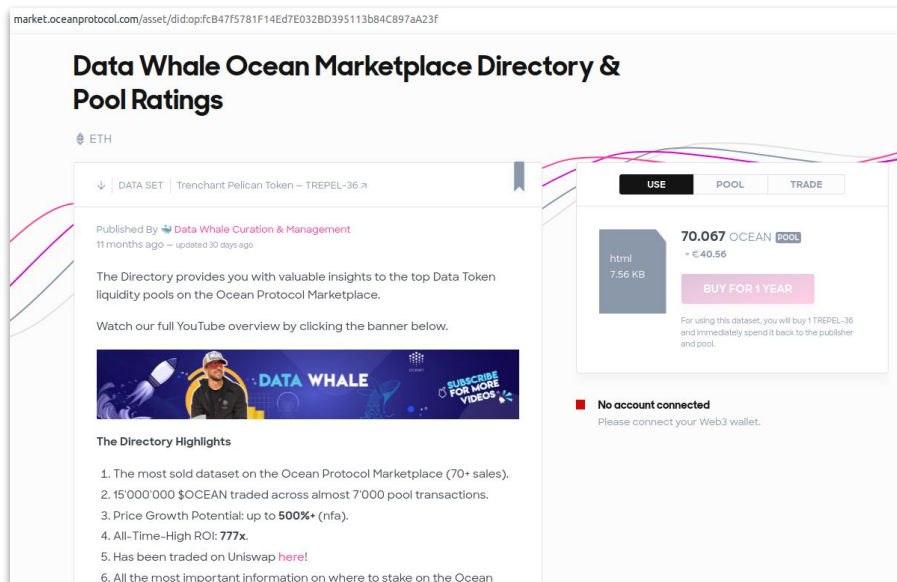 market.oceanprotocol.com/asset/did:op:fcB47f5781F14Ed7E032BD395113b84C897aA23f
Data Whale Ocean Marketplace Directory &
Pool Ratings
ETH
DATA SET Trenchant Pelican Token — TREPEL-36 ↗
Published By 🐳 Data Whale Curation & Management
11 months ago — updated 30 days ago
The Directory provides you with valuable insights to the top Data Token
liquidity pools on the Ocean Protocol Marketplace.
Watch our full YouTube overview by clicking the banner below.
DATA WHALE
ocean
SUBSCRIBE
FOR MORE
VIDEOS
The Directory Highlights
1. The most sold dataset on the Ocean Protocol Marketplace (70+ sales).
2. 15'000'000 $OCEAN traded across almost 7'000 pool transactions.
3. Price Growth Potential: up to 500%+ (nfa).
4. All-Time-High ROI: 777x.
5. Has been traded on Uniswap here!
6. All the most important information on where to stake on the Ocean
USE POOL TRADE
html
7.56 KB
70.067 OCEAN POOL
≈ €40.56
BUY FOR 1 YEAR
For using this dataset, you will buy 1 TREPEL-36
and immediately spend it back to the publisher
and pool.
No account connected
Please connect your Web3 wallet.